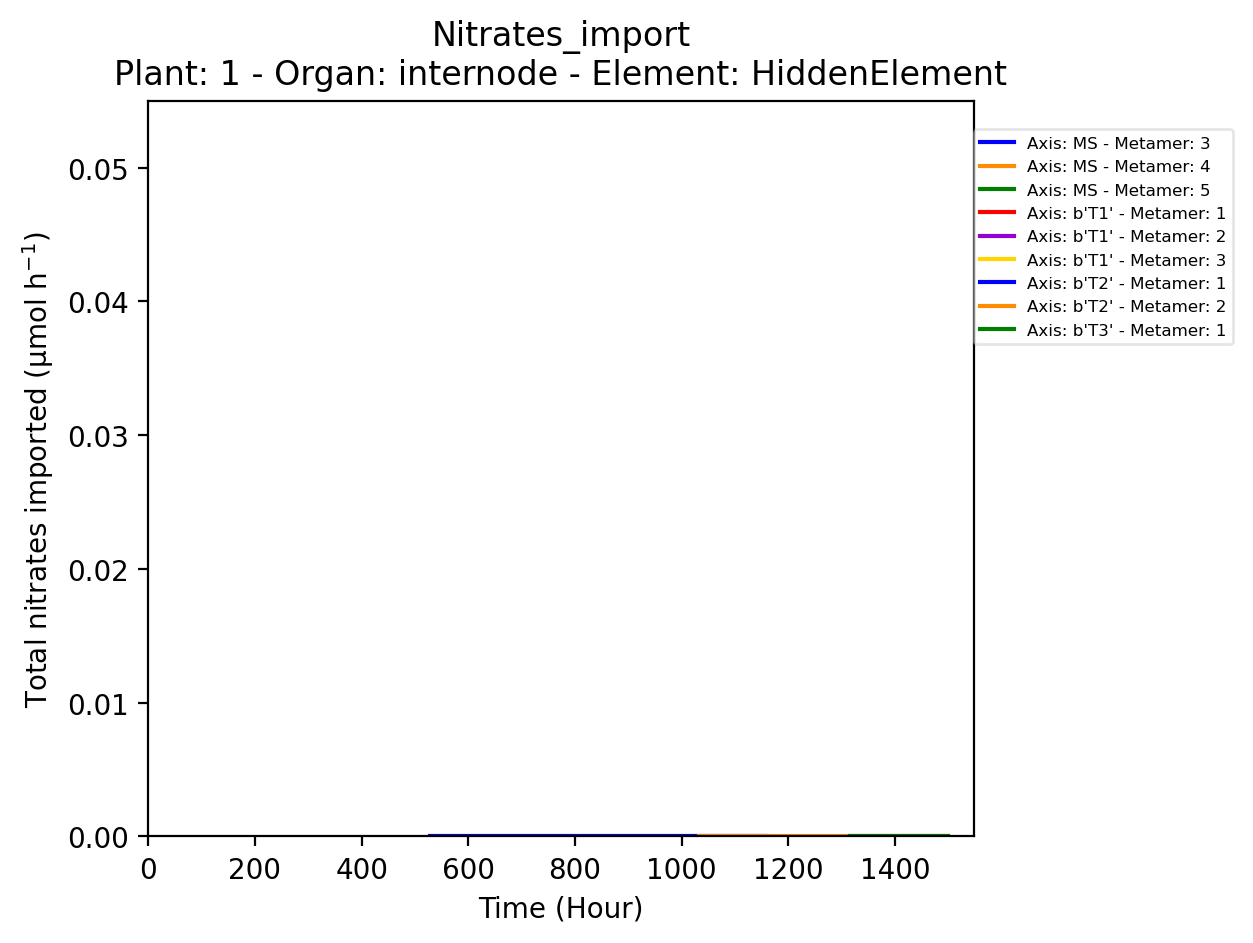 Nitrates_import
Plant: 1 - Organ: internode - Element: HiddenElement
Total nitrates imported (µmol h⁻¹)
0.05
0.04
0.03
0.02
0.01
0.00
0 200 400 600 800 1000 1200 1400
Time (Hour)
Axis: MS - Metamer: 3
Axis: MS - Metamer: 4
Axis: MS - Metamer: 5
Axis: b'T1' - Metamer: 1
Axis: b'T1' - Metamer: 2
Axis: b'T1' - Metamer: 3
Axis: b'T2' - Metamer: 1
Axis: b'T2' - Metamer: 2
Axis: b'T3' - Metamer: 1